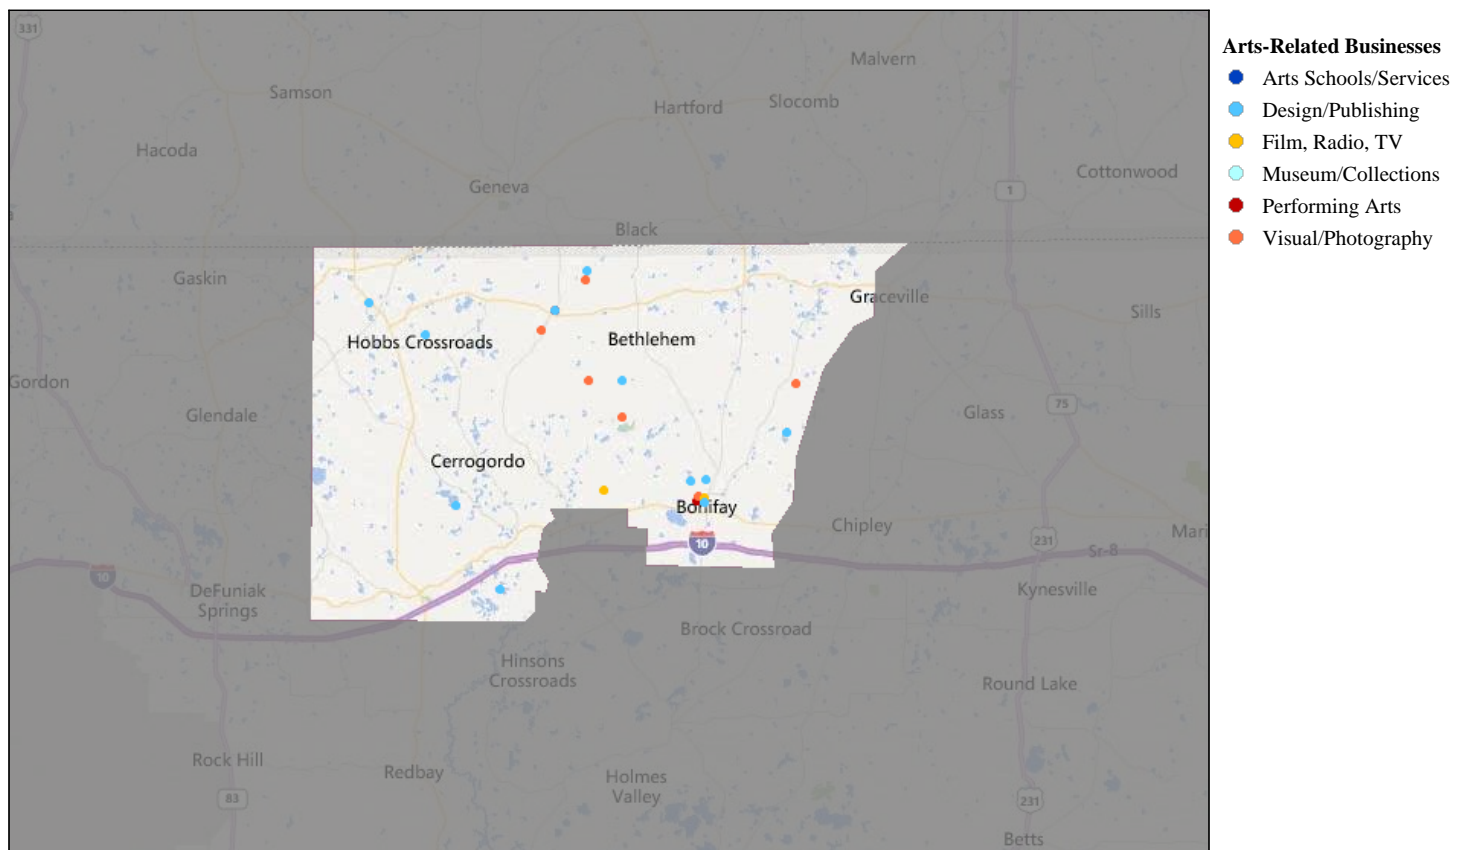 331
Malvern
Samson
Hartford
Slocomb
Hacoda
Cottonwood
Geneva
1
Black
Gaskin
Graceville
Sills
Hobbs Crossroads
Bethlehem
Gordon
Glendale
Glass
75
Cerrogordo
Bonifay
Chipley
231
Mari
10
Sr-8
10
DeFuniak
Springs
Kynesville
Brock Crossroad
Hinsons
Crossroads
Round Lake
Rock Hill
Redbay
Holmes
Valley
83
231
Betts
Arts-Related Businesses
Arts Schools/Services
Design/Publishing
Film, Radio, TV
Museum/Collections
Performing Arts
Visual/Photography